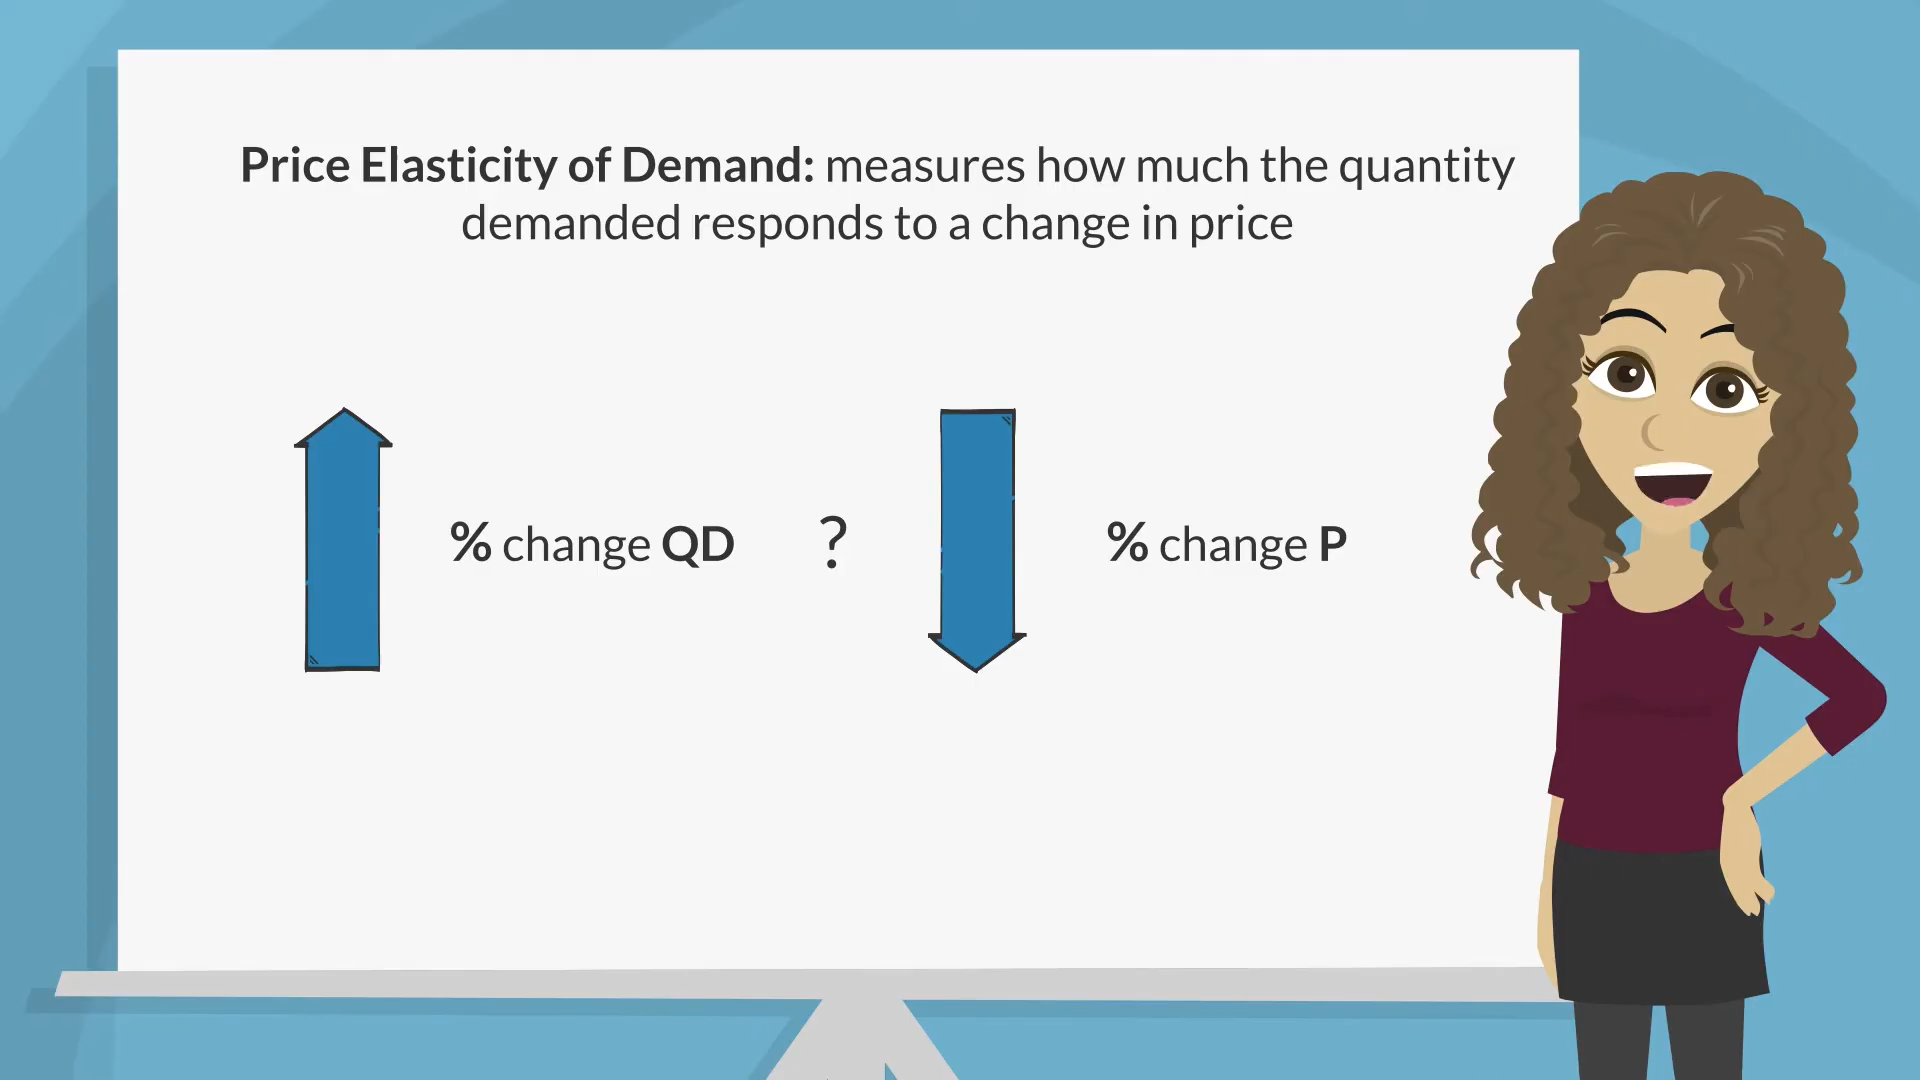 Price Elasticity of Demand: measures how much the quantity
demanded responds to a change in price
% change QD ? % change P